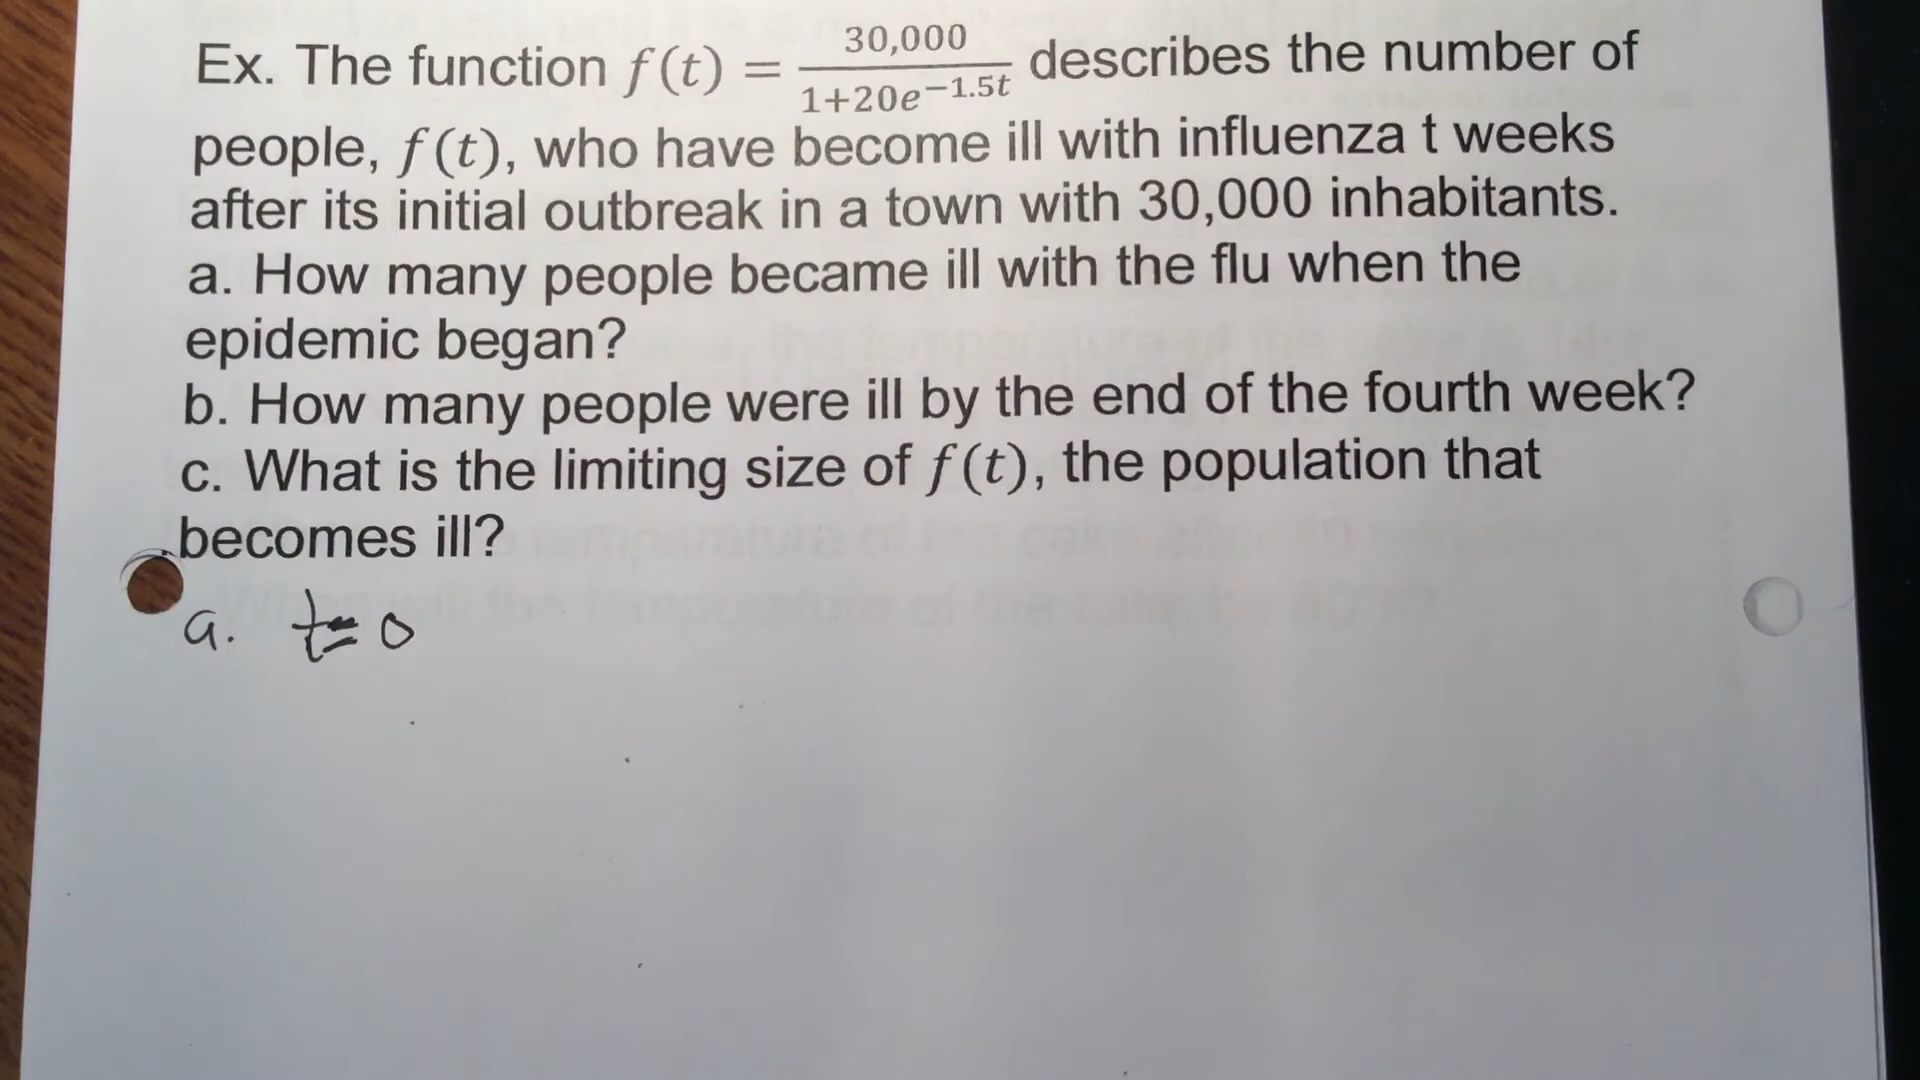 Ex. The function f(t) = 30,000 / 1+20e^−1.5t describes the number of
people, f(t), who have become ill with influenza t weeks
after its initial outbreak in a town with 30,000 inhabitants.
a. How many people became ill with the flu when the
epidemic began?
b. How many people were ill by the end of the fourth week?
c. What is the limiting size of f(t), the population that
becomes ill?
a. t= 0